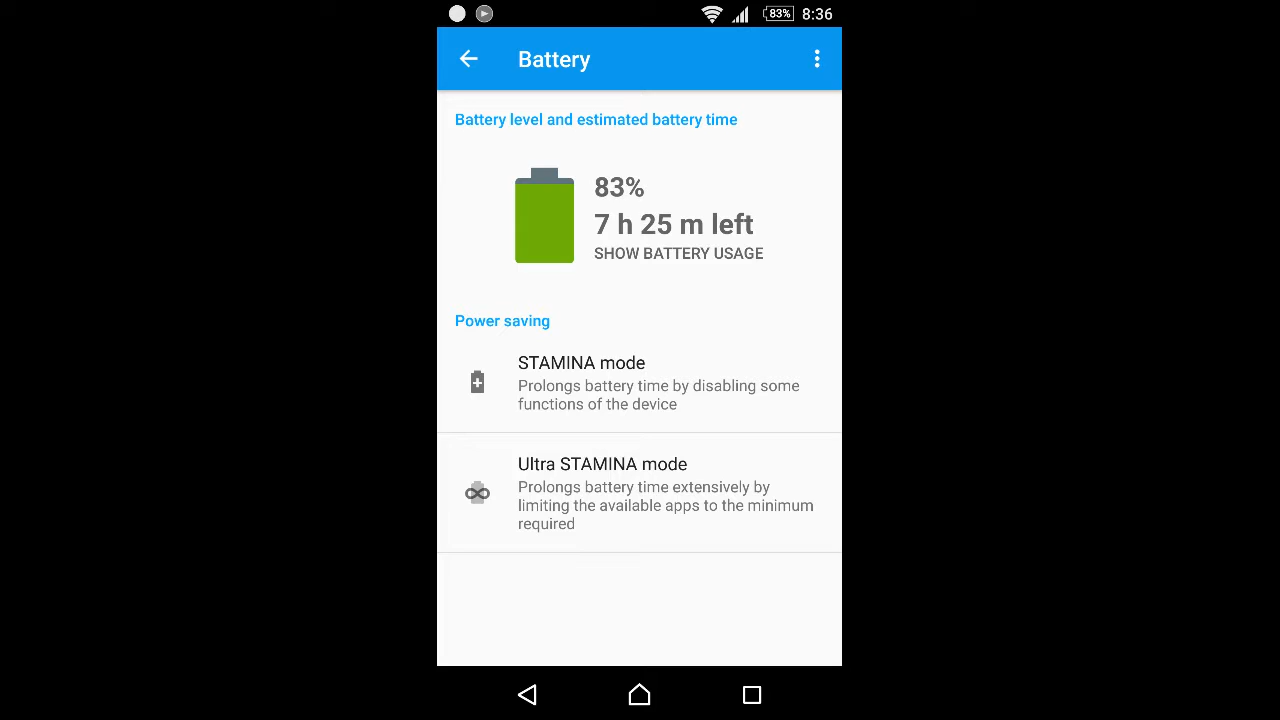 83% 8:36
Battery
Battery level and estimated battery time
83%
7 h 25 m left
SHOW BATTERY USAGE
Power saving
STAMINA mode
Prolongs battery time by disabling some
functions of the device
Ultra STAMINA mode
Prolongs battery time extensively by
limiting the available apps to the minimum
required